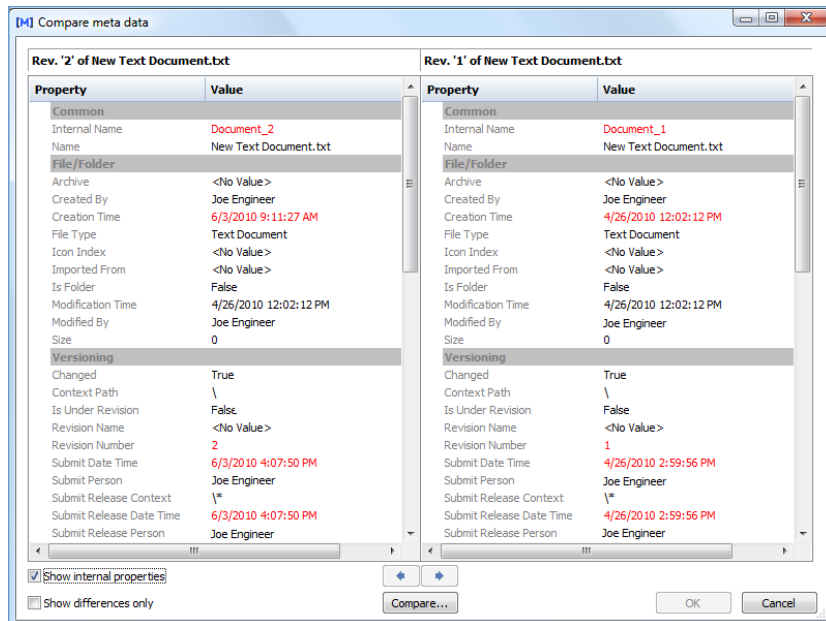 [M] Compare meta data
Rev. '2' of New Text Document.txt
Rev. '1' of New Text Document.txt
Property Value
Common
Internal Name Document_2
Name New Text Document.txt
File/Folder
Archive <No Value>
Created By Joe Engineer
Creation Time 6/3/2010 9:11:27 AM
File Type Text Document
Icon Index <No Value>
Imported From <No Value>
Is Folder False
Modification Time 4/26/2010 12:02:12 PM
Modified By Joe Engineer
Size 0
Versioning
Changed True
Context Path \
Is Under Revision False
Revision Name <No Value>
Revision Number 2
Submit Date Time 6/3/2010 4:07:50 PM
Submit Person Joe Engineer
Submit Release Context \*
Submit Release Date Time 6/3/2010 4:07:50 PM
Submit Release Person Joe Engineer
Property Value
Common
Internal Name Document_1
Name New Text Document.txt
File/Folder
Archive <No Value>
Created By Joe Engineer
Creation Time 4/26/2010 12:02:12 PM
File Type Text Document
Icon Index <No Value>
Imported From <No Value>
Is Folder False
Modification Time 4/26/2010 12:02:12 PM
Modified By Joe Engineer
Size 0
Versioning
Changed True
Context Path \
Is Under Revision False
Revision Name <No Value>
Revision Number 1
Submit Date Time 4/26/2010 2:59:56 PM
Submit Person Joe Engineer
Submit Release Context \*
Submit Release Date Time 4/26/2010 2:59:56 PM
Submit Release Person Joe Engineer
Show internal properties
Show differences only
Compare...
OK
Cancel